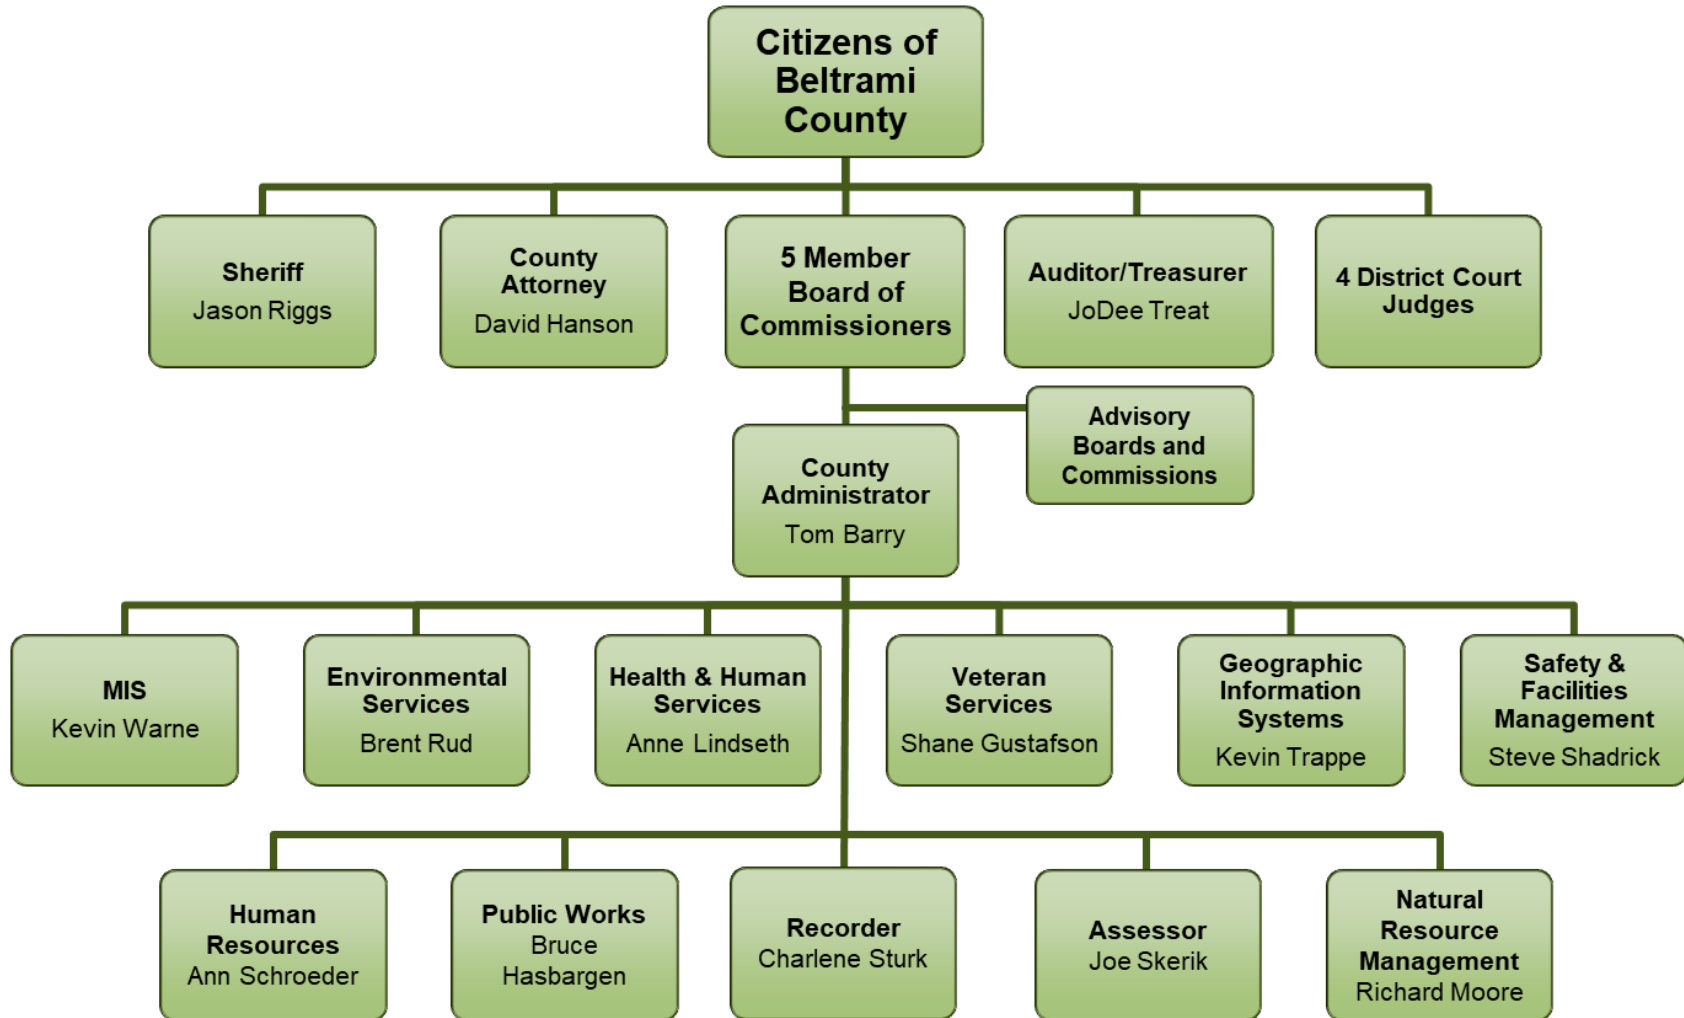 Citizens of
Beltrami
County
Sheriff
Jason Riggs
County
Attorney
David Hanson
5 Member
Board of
Commissioners
Auditor/Treasurer
JoDee Treat
4 District Court
Judges
Advisory
Boards and
Commissions
County
Administrator
Tom Barry
MIS
Kevin Warne
Environmental
Services
Brent Rud
Health & Human
Services
Anne Lindseth
Veteran
Services
Shane Gustafson
Geographic
Information
Systems
Kevin Trappe
Safety &
Facilities
Management
Steve Shadrick
Human
Resources
Ann Schroeder
Public Works
Bruce
Hasbargen
Recorder
Charlene Sturk
Assessor
Joe Skerik
Natural
Resource
Management
Richard Moore